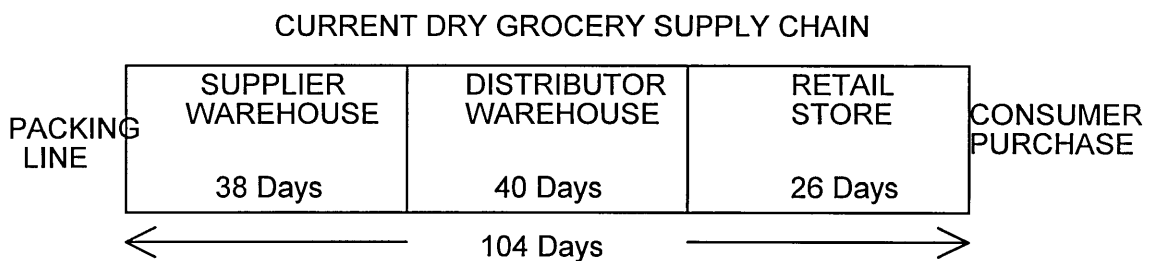 CURRENT DRY GROCERY SUPPLY CHAIN
PACKING
LINE
SUPPLIER
WAREHOUSE
38 Days
DISTRIBUTOR
WAREHOUSE
40 Days
RETAIL
STORE
26 Days
CONSUMER
PURCHASE
104 Days